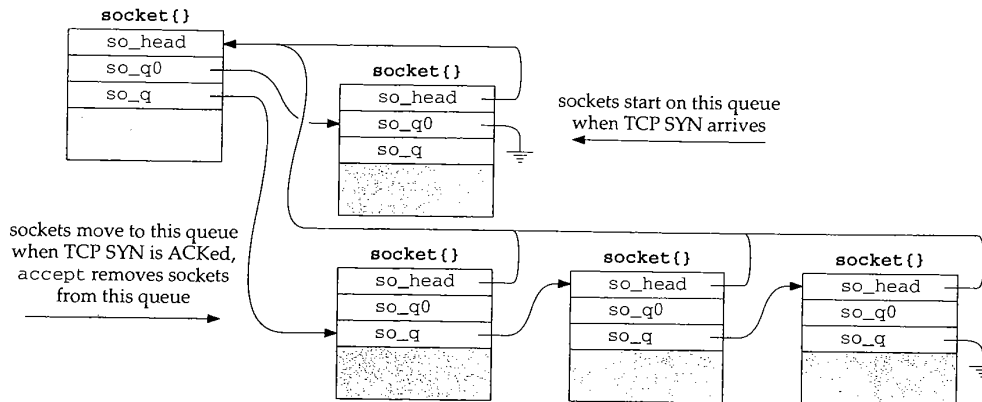 socket{}
so_head
so_q0
so_q
socket{}
so_head
so_q0
so_q
sockets start on this queue
when TCP SYN arrives
sockets move to this queue
when TCP SYN is ACKed,
accept removes sockets
from this queue
socket{}
so_head
so_q0
so_q
socket{}
so_head
so_q0
so_q
socket{}
so_head
so_q0
so_q